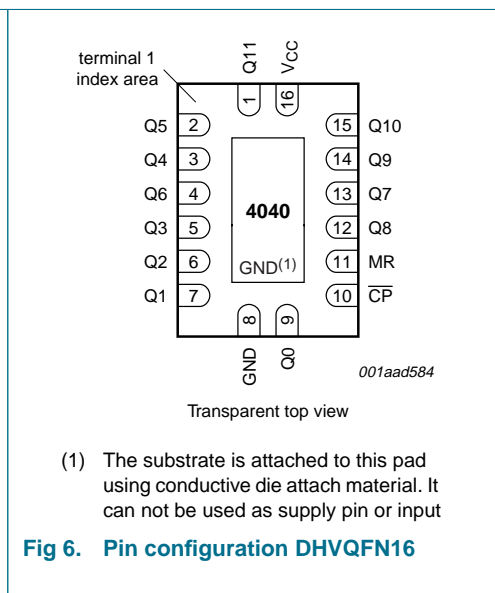 terminal 1
index area
Q11
VCC
1
16
Q5 2
15 Q10
Q4 3
14 Q9
Q6 4
13 Q7
4040
Q3 5
12 Q8
Q2 6
GND(1)
11 MR
Q1 7
10 CP
8
9
GND
Q0
001aad584
Transparent top view
(1) The substrate is attached to this pad
using conductive die attach material. It
can not be used as supply pin or input
Fig 6. Pin configuration DHVQFN16